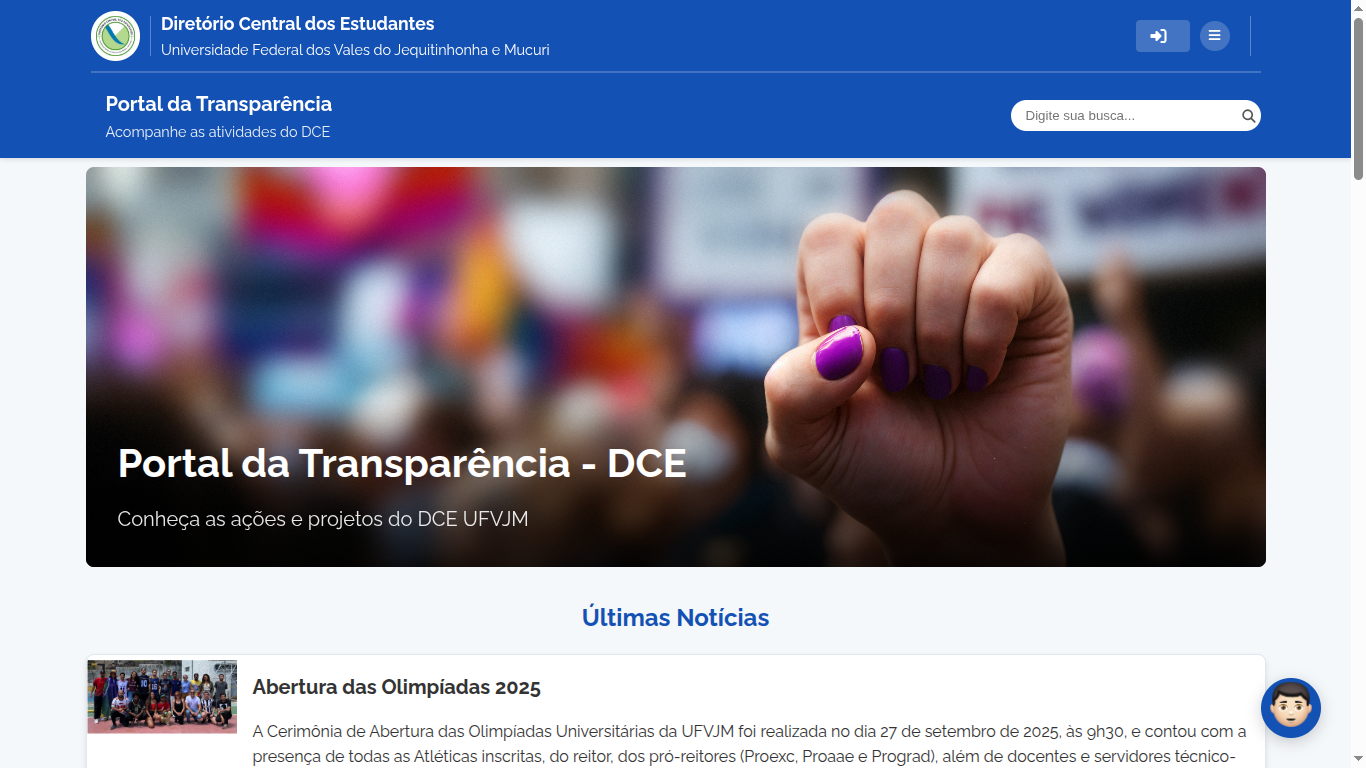 Diretório Central dos Estudantes
Universidade Federal dos Vales do Jequitinhonha e Mucuri
Portal da Transparência
Acompanhe as atividades do DCE
Digite sua busca...
Portal da Transparência - DCE
Conheça as ações e projetos do DCE UFVJM
Últimas Notícias
Abertura das Olimpíadas 2025
A Cerimônia de Abertura das Olimpíadas Universitárias da UFVJM foi realizada no dia 27 de setembro de 2025, às 9h30, e contou com a
presença de todas as Atléticas inscritas, do reitor, dos pró-reitores (Proexc, Proaae e Prograd), além de docentes e servidores técnico-